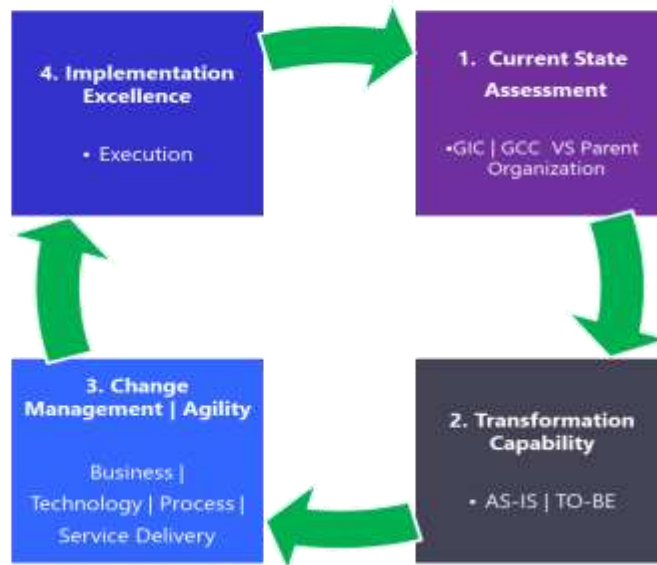 4. Implementation
Excellence
• Execution
1. Current State
Assessment
•GIC | GCC VS Parent
Organization
3. Change
Management | Agility
Business |
Technology | Process |
Service Delivery
2. Transformation
Capability
• AS-IS | TO-BE